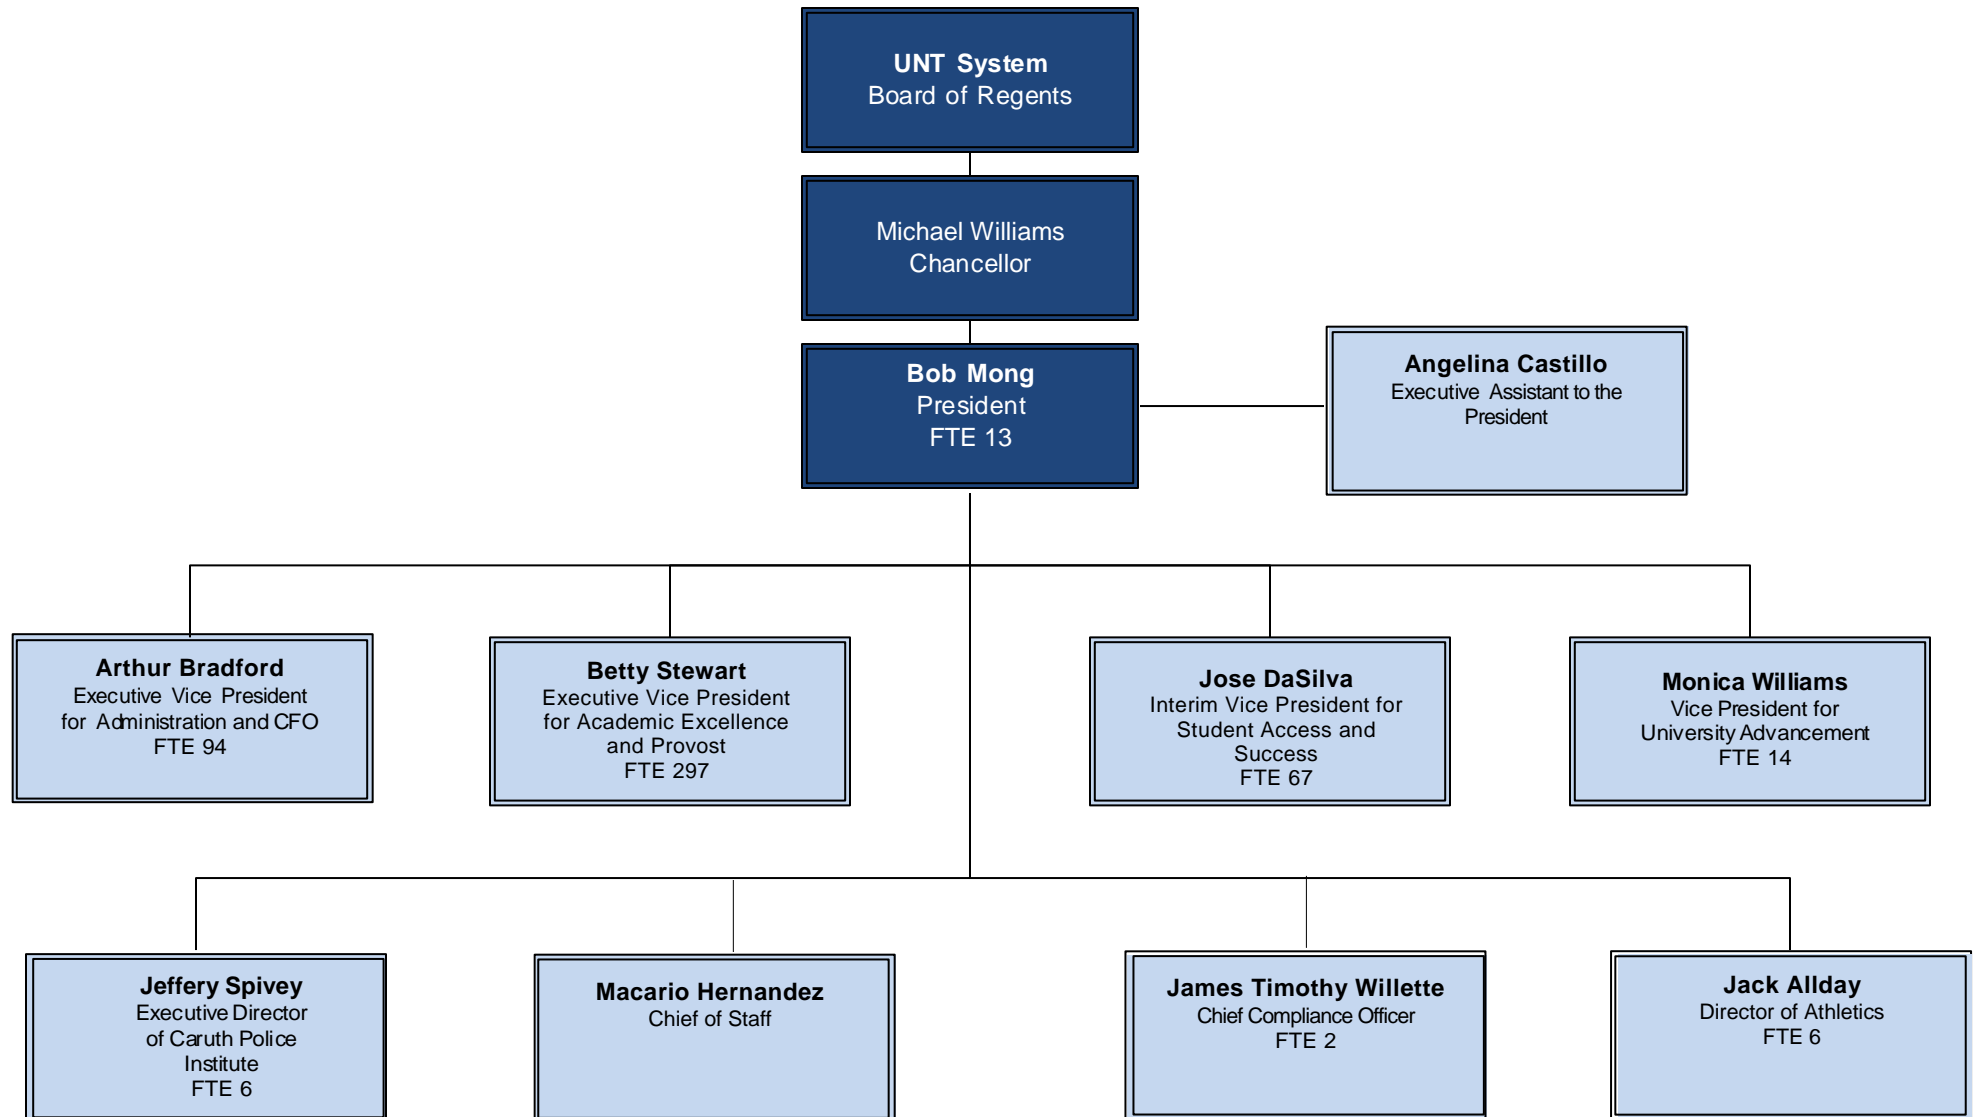 UNT System
Board of Regents
Michael Williams
Chancellor
Bob Mong
President
FTE 13
Angelina Castillo
Executive Assistant to the
President
Arthur Bradford
Executive Vice President
for Administration and CFO
FTE 94
Betty Stewart
Executive Vice President
for Academic Excellence
and Provost
FTE 297
Jose DaSilva
Interim Vice President for
Student Access and
Success
FTE 67
Monica Williams
Vice President for
University Advancement
FTE 14
Jeffery Spivey
Executive Director
of Caruth Police
Institute
FTE 6
Macario Hernandez
Chief of Staff
James Timothy Willette
Chief Compliance Officer
FTE 2
Jack Allday
Director of Athletics
FTE 6